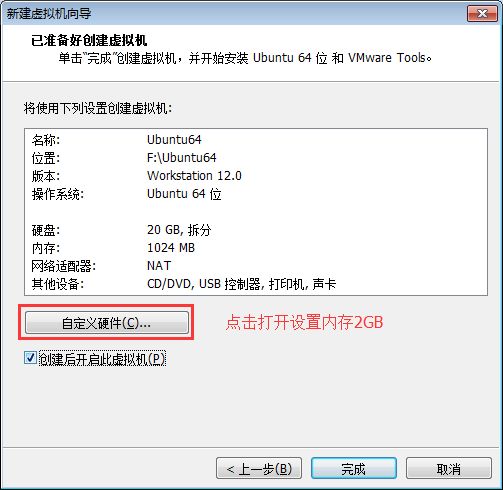 新建虚拟机向导
已准备好创建虚拟机
单击“完成”创建虚拟机，并开始安装 Ubuntu 64 位 和 VMware Tools。
将使用下列设置创建虚拟机:
名称: Ubuntu64
位置: F:\Ubuntu64
版本: Workstation 12.0
操作系统: Ubuntu 64 位
硬盘: 20 GB, 拆分
内存: 1024 MB
网络适配器: NAT
其他设备: CD/DVD, USB 控制器, 打印机, 声卡
自定义硬件(C)... 点击打开设置内存2GB
创建后开启此虚拟机(P)
< 上一步(B) 完成 取消